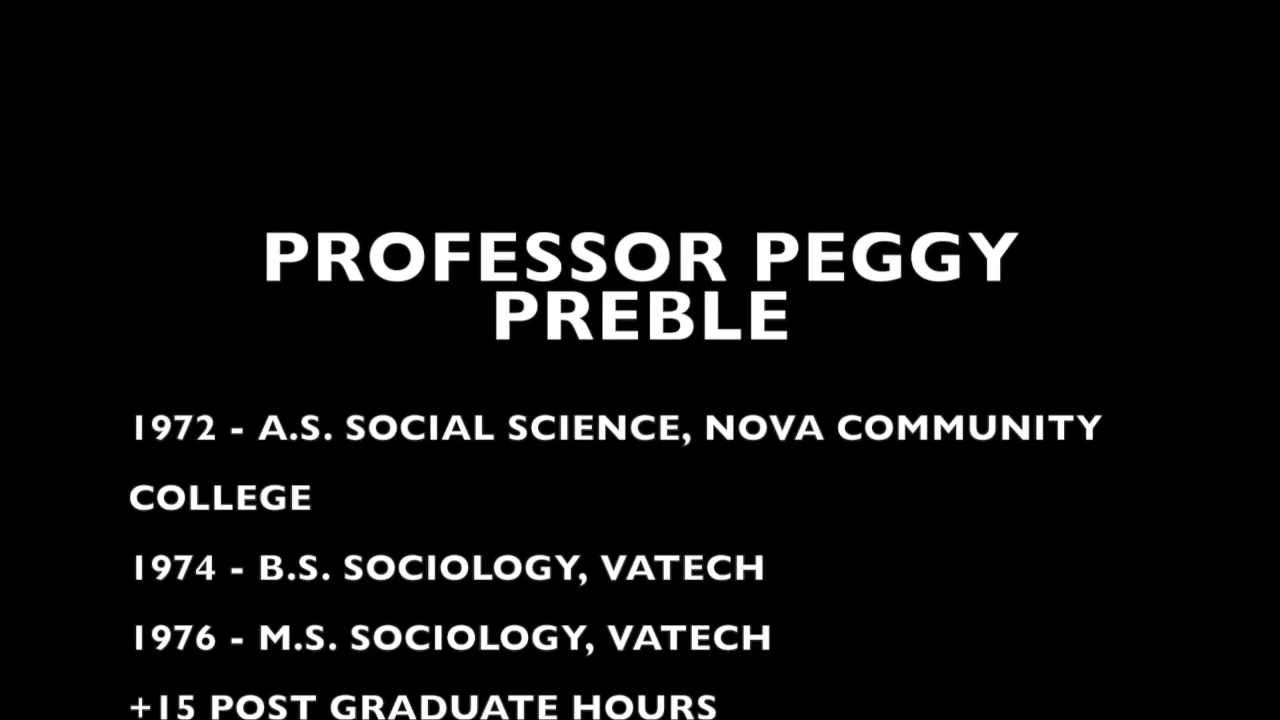 PROFESSOR PEGGY
PREBLE
1972 - A.S. SOCIAL SCIENCE, NOVA COMMUNITY
COLLEGE
1974 - B.S. SOCIOLOGY, VATECH
1976 - M.S. SOCIOLOGY, VATECH
+15 POST GRADUATE HOURS